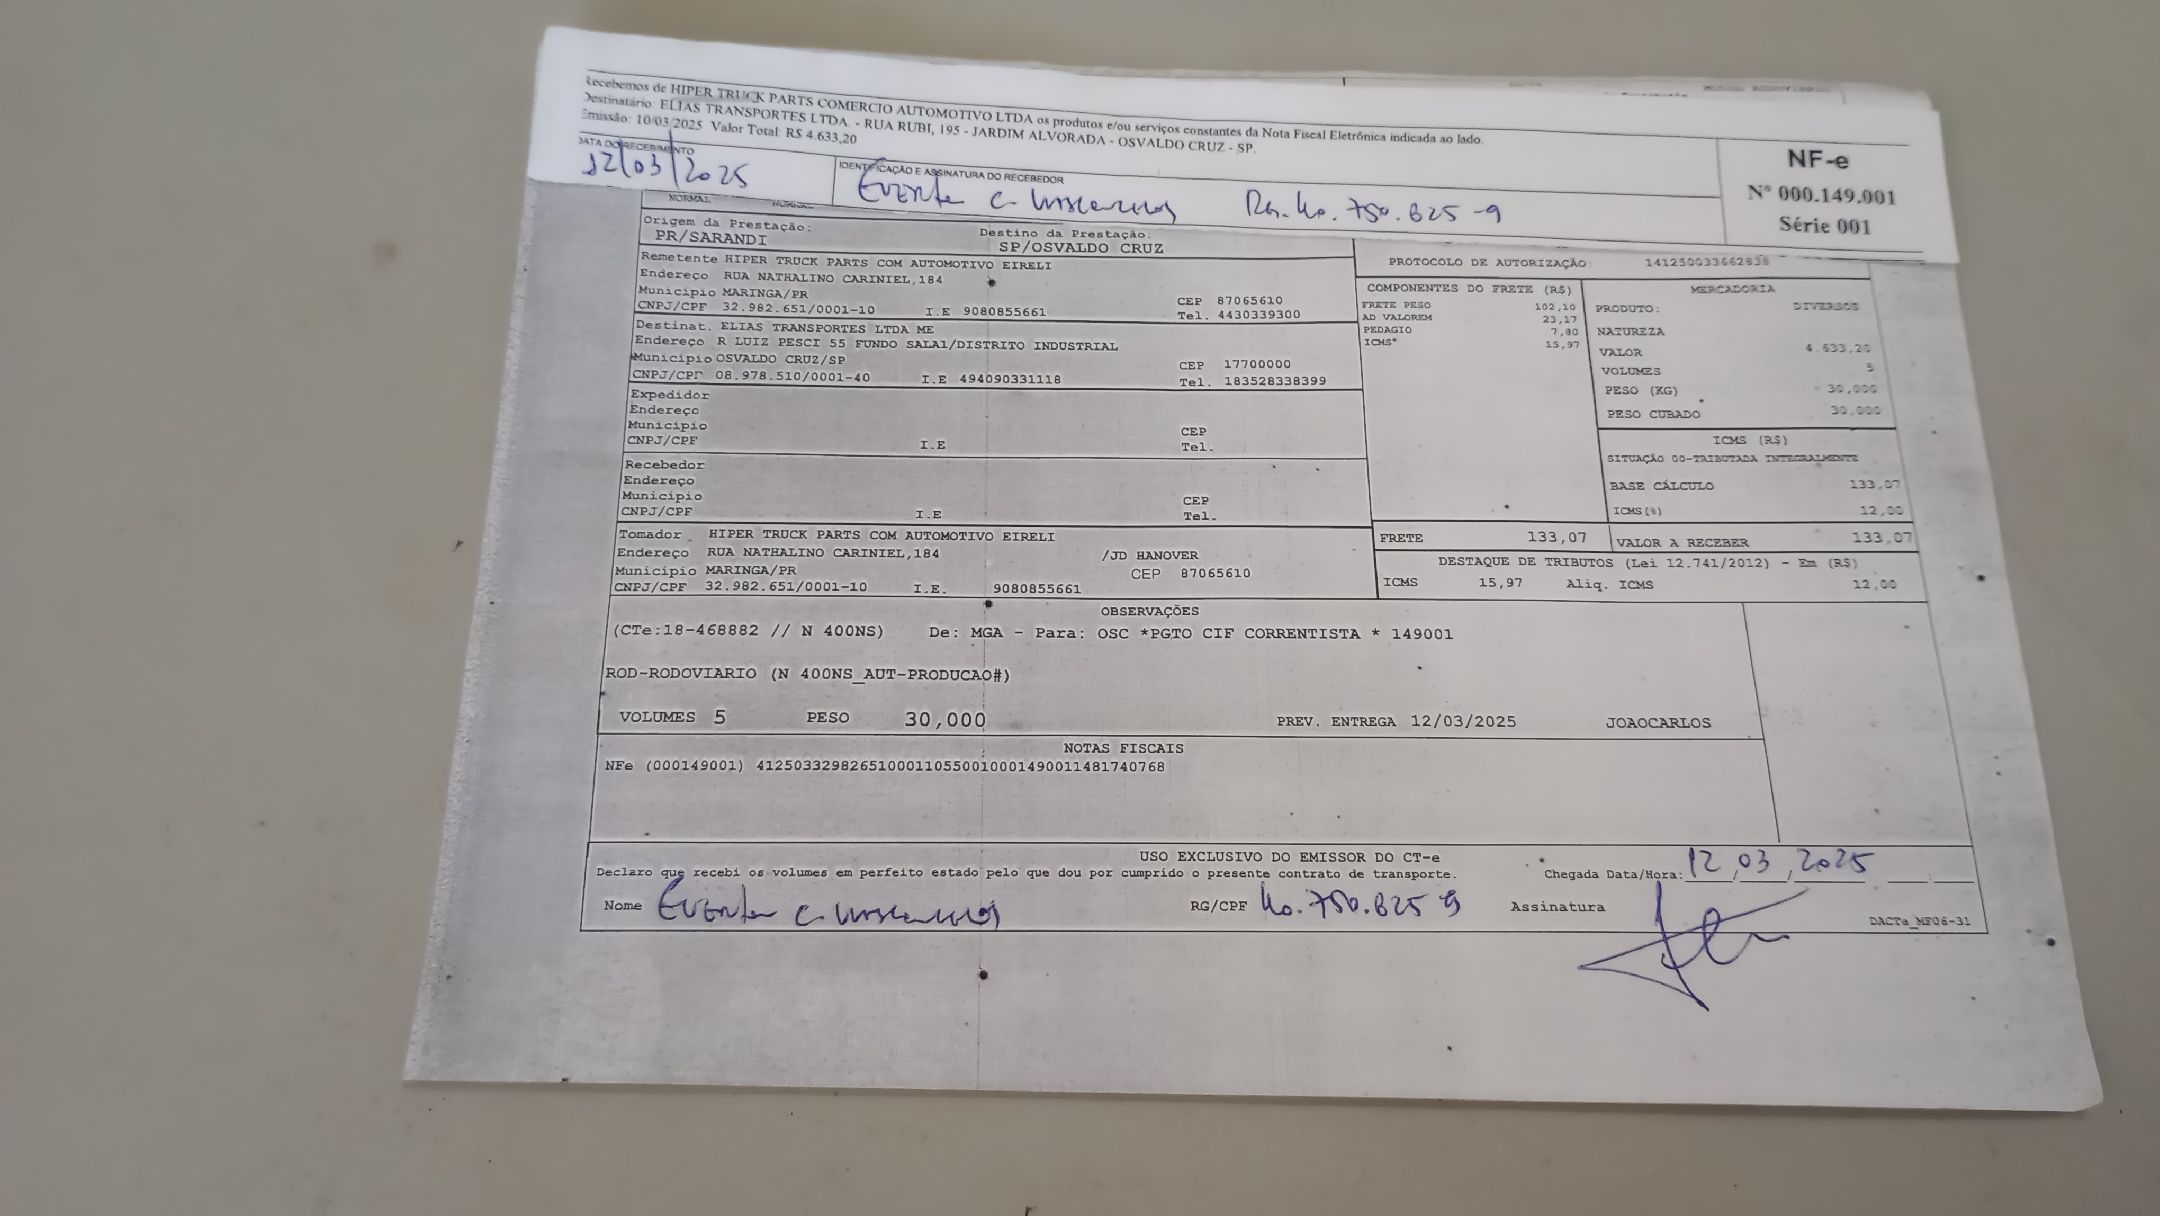 Recebemos de HIPER TRUCK PARTS COMERCIO AUTOMOTIVO LTDA os produtos e/ou serviços constantes da Nota Fiscal Eletrônica indicada ao lado.
Destinatário: ELIAS TRANSPORTES LTDA. - RUA RUBI, 195 - JARDIM ALVORADA - OSVALDO CRUZ - SP.
Emissão: 10/03/2025 Valor Total: R$ 4.633,20
DATA DO RECEBIMENTO
12/03/2025
IDENTIFICAÇÃO E ASSINATURA DO RECEBEDOR
NF-e
Nº 000.149.001
Série 001
NORMAL NORMAL
Origem da Prestação: Destino da Prestação:
PR/SARANDI SP/OSVALDO CRUZ
Remetente HIPER TRUCK PARTS COM AUTOMOTIVO EIRELI
Endereço RUA NATHALINO CARINIEL,184
Município MARINGA/PR CEP 87065610
CNPJ/CPF 32.982.651/0001-10 I.E 9080855661 Tel. 4430339300
Destinat. ELIAS TRANSPORTES LTDA ME
Endereço R LUIZ PESCI 55 FUNDO SALA1/DISTRITO INDUSTRIAL
Município OSVALDO CRUZ/SP CEP 17700000
CNPJ/CPF 08.978.510/0001-40 I.E 494090331118 Tel. 183528338399
Expedidor
Endereço
Município CEP
CNPJ/CPF I.E Tel.
Recebedor
Endereço
Município CEP
CNPJ/CPF I.E Tel.
Tomador HIPER TRUCK PARTS COM AUTOMOTIVO EIRELI
Endereço RUA NATHALINO CARINIEL,184 /JD HANOVER
Município MARINGA/PR CEP 87065610
CNPJ/CPF 32.982.651/0001-10 I.E. 9080855661
PROTOCOLO DE AUTORIZAÇÃO: 141250033662838
COMPONENTES DO FRETE (R$)
FRETE PESO 102,10
AD VALOREM 23,17
PEDAGIO 7,80
ICMS* 15,97
MERCADORIA
PRODUTO: DIVERSOS
NATUREZA
VALOR 4.633,20
VOLUMES 5
PESO (KG) 30,000
PESO CUBADO 30,000
ICMS (R$)
SITUAÇÃO 00-TRIBUTADA INTEGRALMENTE
BASE CÁLCULO 133,07
ICMS(%) 12,00
FRETE 133,07 VALOR A RECEBER 133,07
DESTAQUE DE TRIBUTOS (Lei 12.741/2012) - Em (R$)
ICMS 15,97 Aliq. ICMS 12,00
OBSERVAÇÕES
(CTe:18-468882 // N 400NS) De: MGA - Para: OSC *PGTO CIF CORRENTISTA * 149001
ROD-RODOVIARIO (N 400NS_AUT-PRODUCAO#)
VOLUMES 5 PESO 30,000 PREV. ENTREGA 12/03/2025 JOAOCARLOS
NOTAS FISCAIS
NFe (000149001) 41250332982651000110550010001490011481740768
USO EXCLUSIVO DO EMISSOR DO CT-e
Declaro que recebi os volumes em perfeito estado pelo que dou por cumprido o presente contrato de transporte. Chegada Data/Hora: 12,03,2025
Nome RG/CPF 40.750.825 9 Assinatura
DACTe_MF06-31